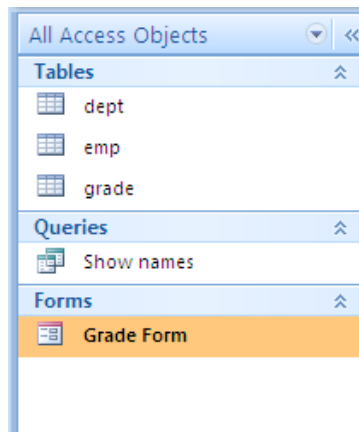 All Access Objects
Tables
dept
emp
grade
Queries
Show names
Forms
Grade Form